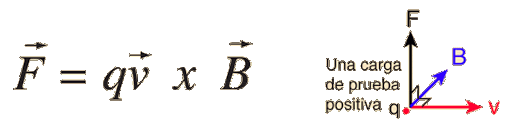 F⃗ = qv⃗ x B⃗
F
B
Una carga
de prueba
positiva q
v